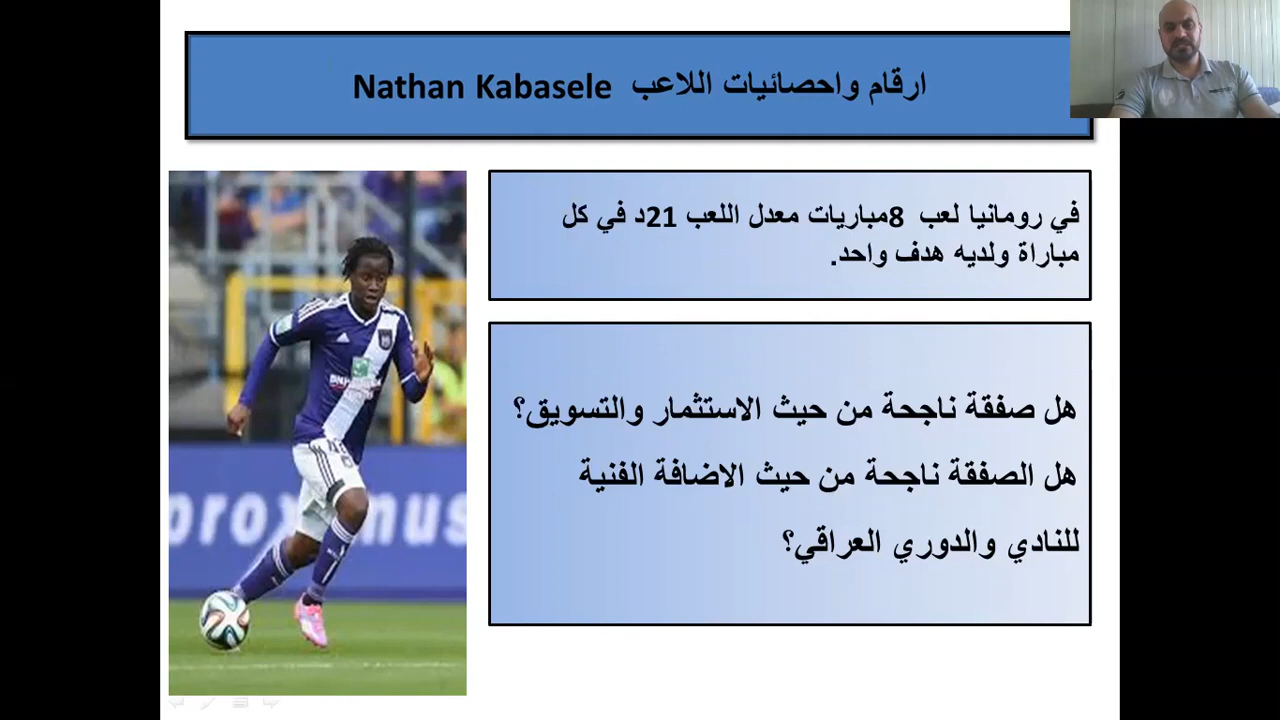 ارقام واحصائيات اللاعب Nathan Kabasele
في رومانيا لعب 8مباريات معدل اللعب 21د في كل
مباراة ولديه هدف واحد.
هل صفقة ناجحة من حيث الاستثمار والتسويق؟
هل الصفقة ناجحة من حيث الاضافة الفنية
للنادي والدوري العراقي؟
proximus